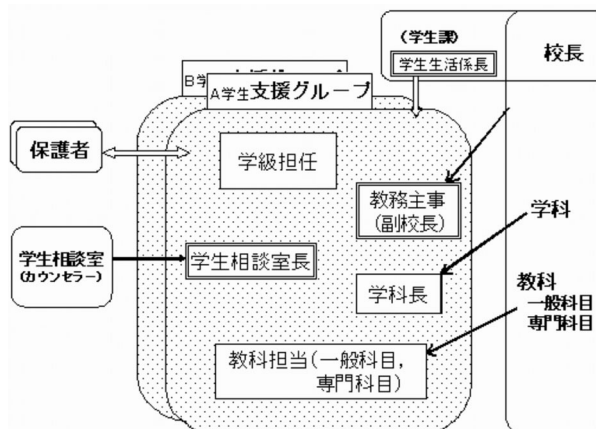 (学生課)
学生生活係長
校長
B学
A学生支援グループ
保護者
学級担任
教務主事
(副校長)
学科
学生相談室
(カウンセラー)
学生相談室長
学科長
教科
一般科目
専門科目
教科担当(一般科目,
専門科目)